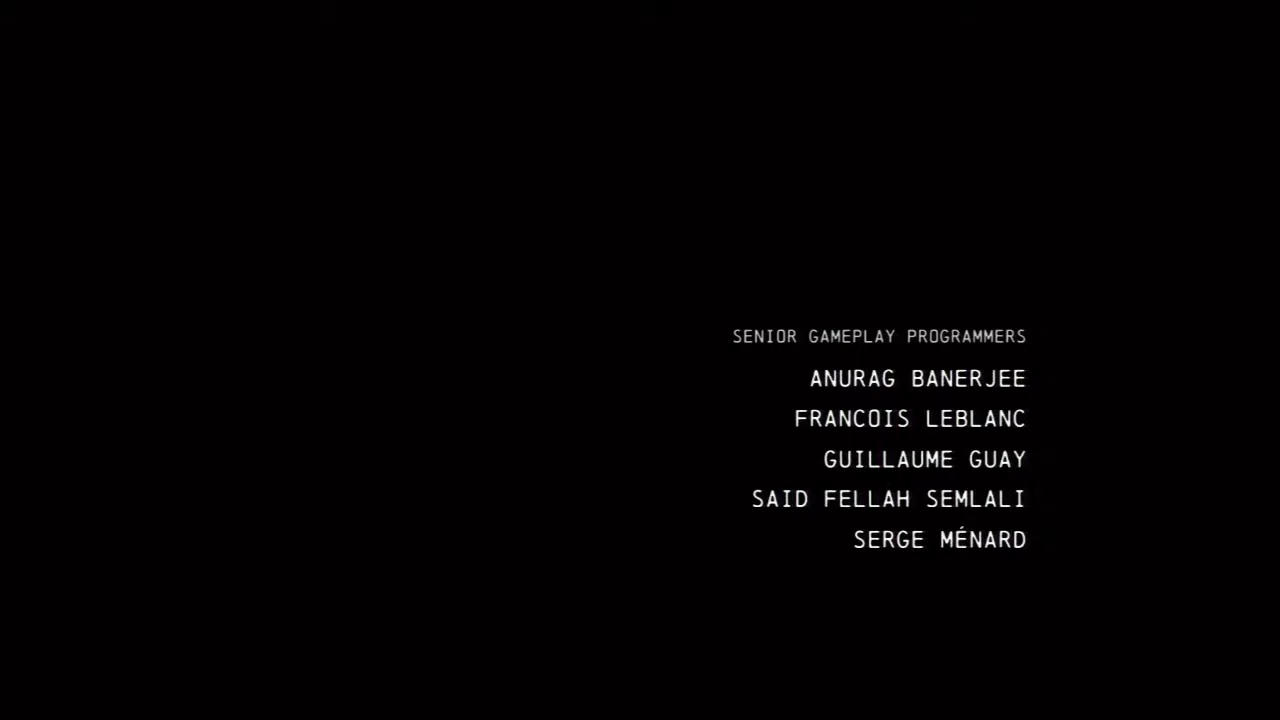 SENIOR GAMEPLAY PROGRAMMERS
ANURAG BANERJEE
FRANCOIS LEBLANC
GUILLAUME GUAY
SAID FELLAH SEMLALI
SERGE MÉNARD